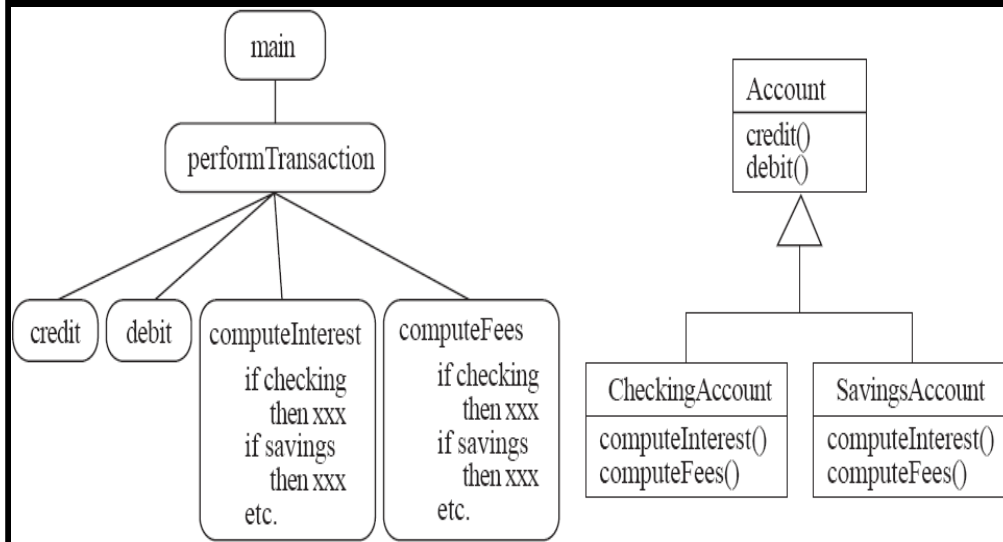 main
performTransaction
credit
debit
computeInterest
if checking
then xxx
if savings
then xxx
etc.
computeFees
if checking
then xxx
if savings
then xxx
etc.
Account
credit()
debit()
CheckingAccount
computeInterest()
computeFees()
SavingsAccount
computeInterest()
computeFees()